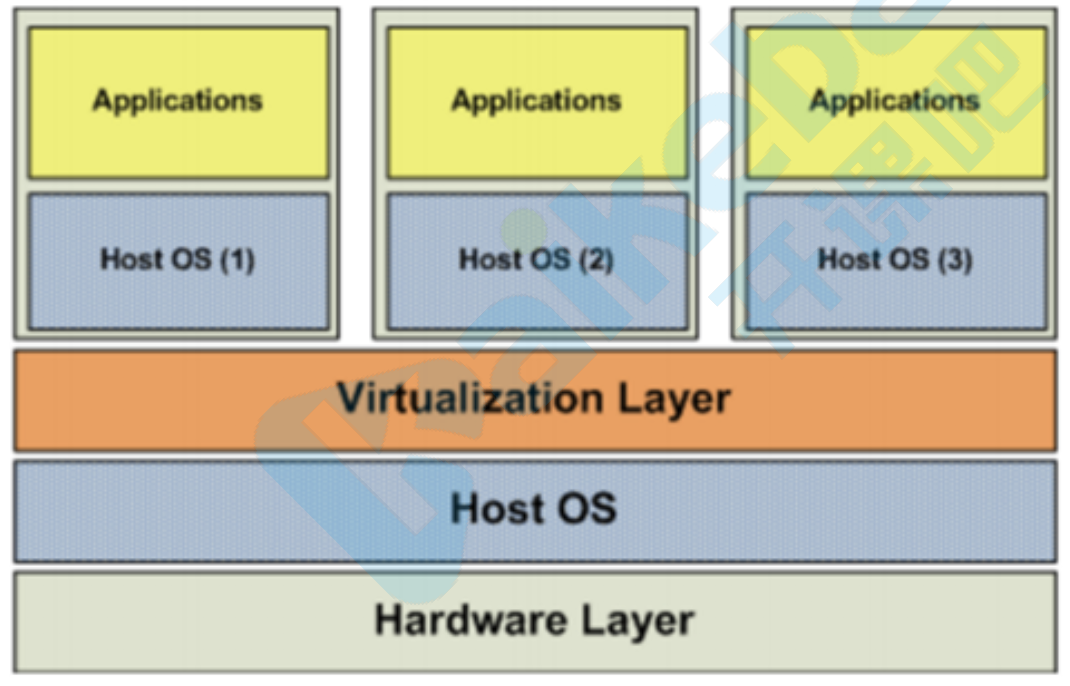 Applications
Applications
Applications
Host OS (1)
Host OS (2)
Host OS (3)
Virtualization Layer
Host OS
Hardware Layer
开课吧